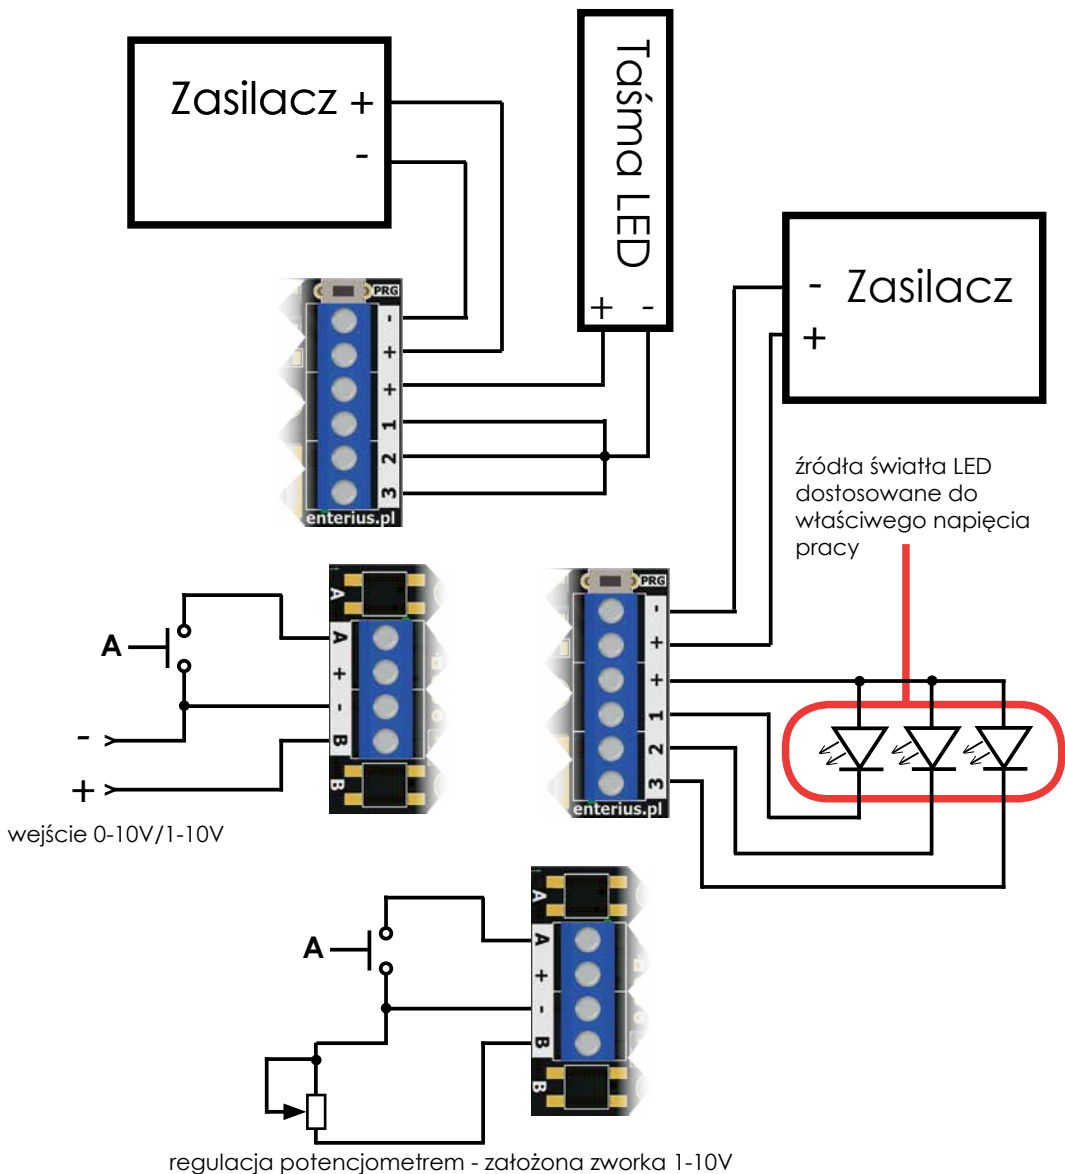 Zasilacz +
-
Taśma LED
+ -
PRG
-
+
+
1
2
3
enterius.pl
- Zasilacz
+
źródła światła LED
dostosowane do
właściwego napięcia
pracy
A
A
A
+
-
B
B
-
+
wejście 0-10V/1-10V
PRG
-
+
+
1
2
3
enterius.pl
A
A
A
+
-
B
B
regulacja potencjometrem - założona zworka 1-10V